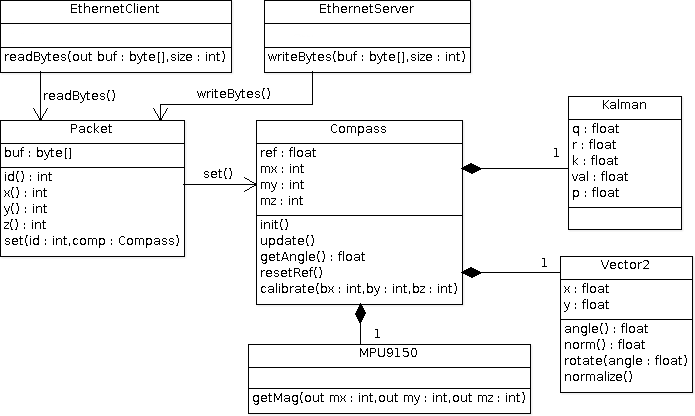 EthernetClient
readBytes(out buf : byte[],size : int)
EthernetServer
writeBytes(buf : byte[],size : int)
readBytes()
writeBytes()
Packet
buf : byte[]
id() : int
x() : int
y() : int
z() : int
set(id : int,comp : Compass)
set()
Compass
ref : float
mx : int
my : int
mz : int
init()
update()
getAngle() : float
resetRef()
calibrate(bx : int,by : int,bz : int)
1
Kalman
q : float
r : float
k : float
val : float
p : float
1
Vector2
x : float
y : float
angle() : float
norm() : float
rotate(angle : float)
normalize()
1
MPU9150
getMag(out mx : int,out my : int,out mz : int)